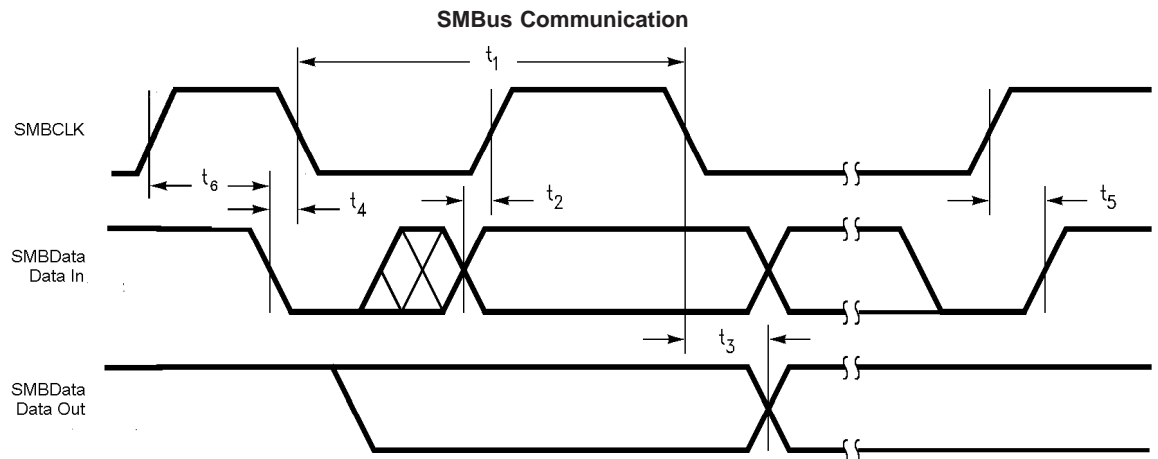 SMBus Communication
t1
SMBCLK
t6
t4
t2
t5
SMBData
Data In
t3
SMBData
Data Out